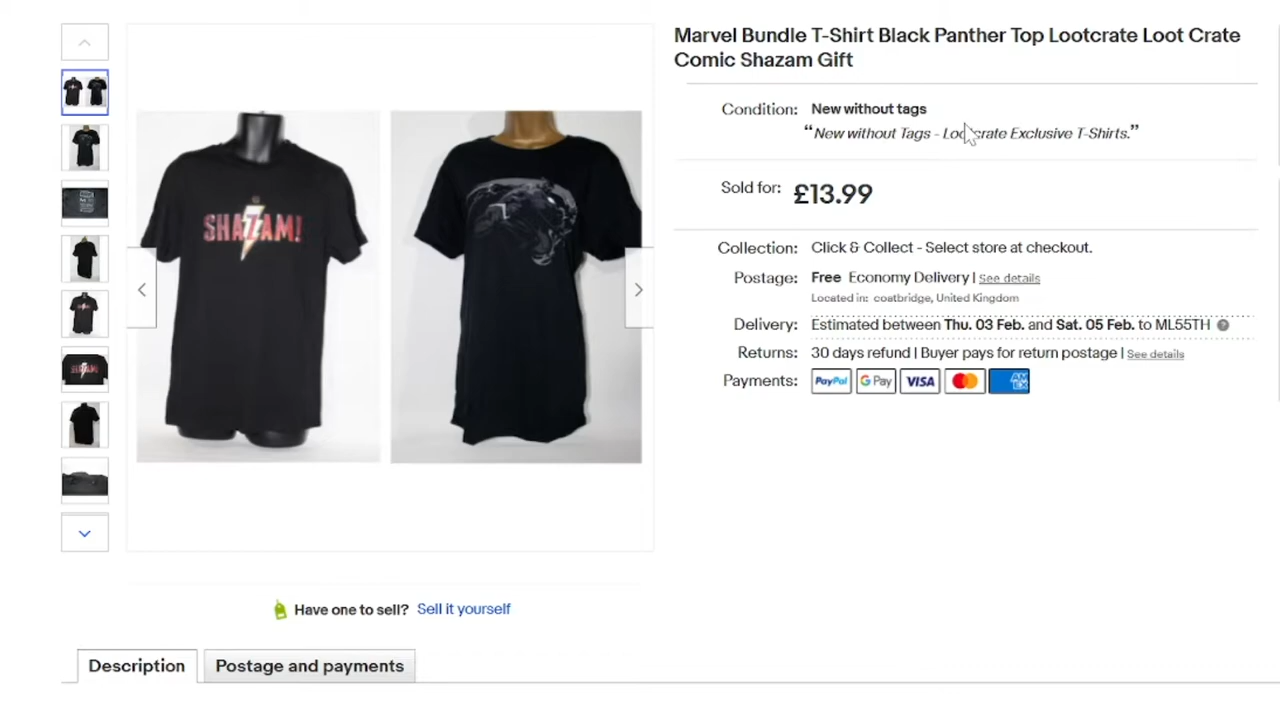 Marvel Bundle T-Shirt Black Panther Top Lootcrate Loot Crate
Comic Shazam Gift
Condition: New without tags
“New without Tags - Lootcrate Exclusive T-Shirts.”
Sold for: £13.99
Collection: Click & Collect - Select store at checkout.
Postage: Free Economy Delivery | See details
Located in: coatbridge, United Kingdom
Delivery: Estimated between Thu. 03 Feb. and Sat. 05 Feb. to ML55TH
Returns: 30 days refund | Buyer pays for return postage | See details
Payments: PayPal G Pay VISA AM EX
SHAZAM!
Have one to sell? Sell it yourself
Description Postage and payments